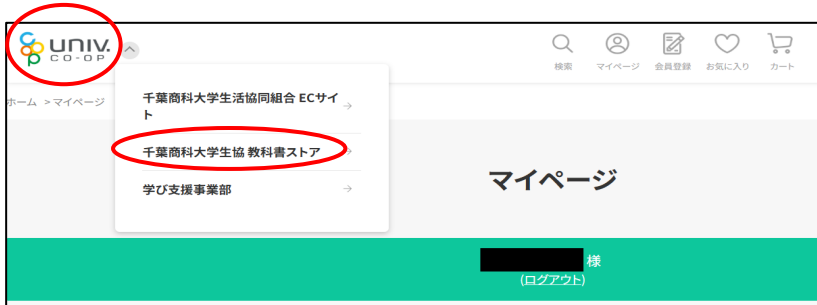 univ.
CO-OP
検索
マイページ
会員登録
お気に入り
カート
ホーム >マイページ
千葉商科大学生活協同組合 ECサイ
ト
千葉商科大学生協 教科書ストア
学び支援事業部
マイページ
様
(ログアウト)